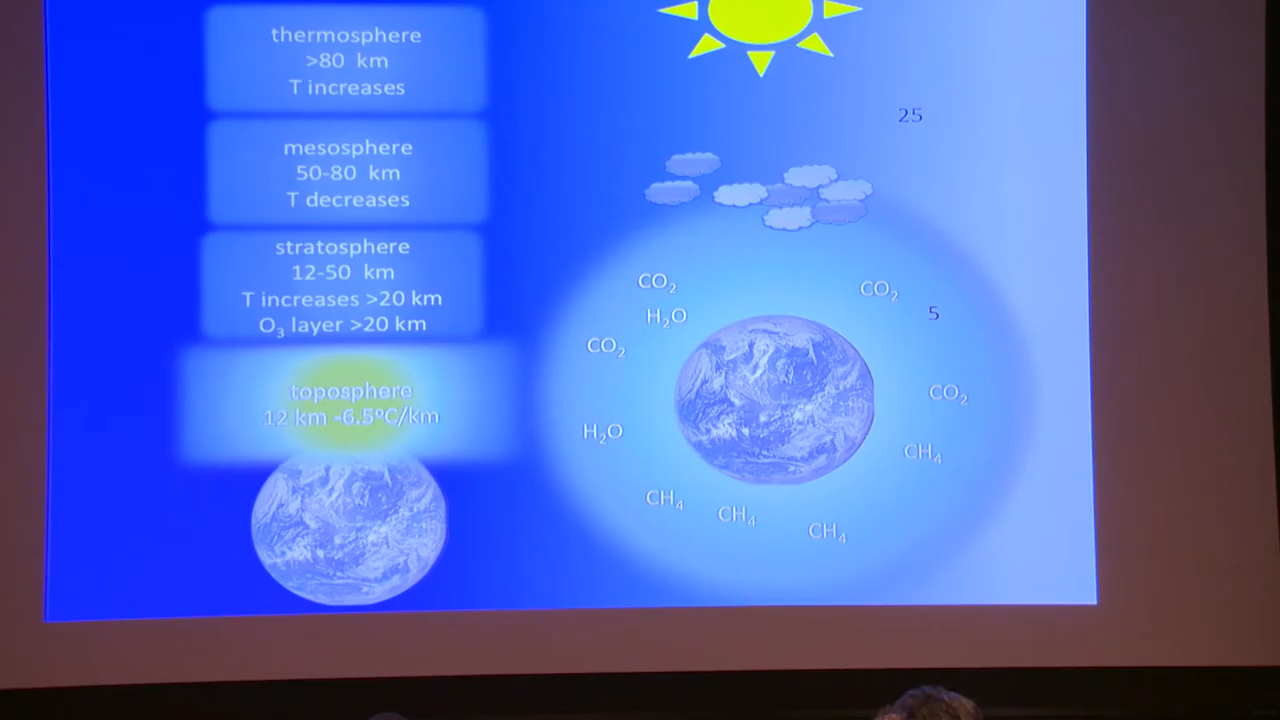 thermosphere
>80 km
T increases
mesosphere
50-80 km
T decreases
stratosphere
12-50 km
T increases >20 km
O₃ layer >20 km
toposphere
12 km -6.5ºC/km
25
CO₂
CO₂
H₂O
5
CO₂
CO₂
H₂O
CH₄
CH₄
CH₄
CH₄